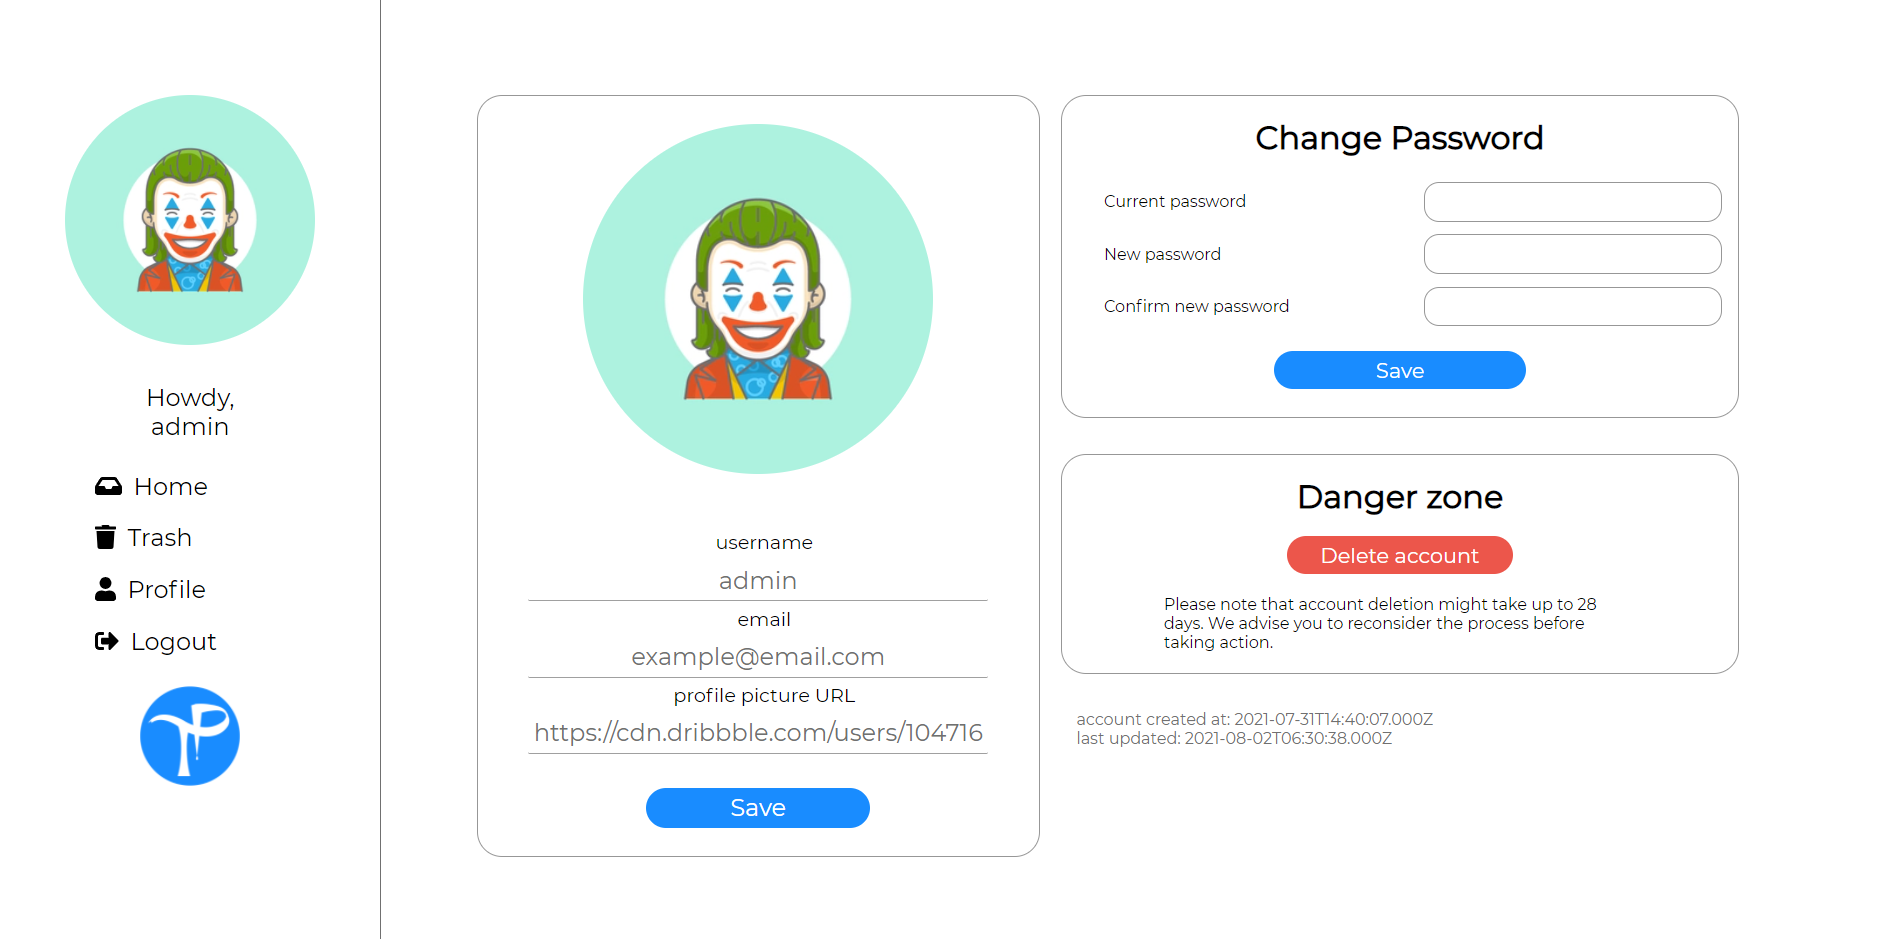 Howdy,
admin
Home
Trash
Profile
Logout
TP
username
admin
email
example@email.com
profile picture URL
https://cdn.dribbble.com/users/104716
Save
Change Password
Current password
New password
Confirm new password
Save
Danger zone
Delete account
Please note that account deletion might take up to 28
days. We advise you to reconsider the process before
taking action.
account created at: 2021-07-31T14:40:07.000Z
last updated: 2021-08-02T06:30:38.000Z